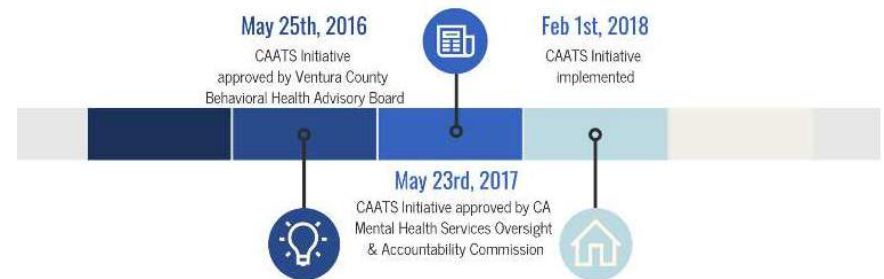 May 25th, 2016
CAATS Initiative
approved by Ventura County
Behavioral Health Advisory Board
May 23rd, 2017
CAATS Initiative approved by CA
Mental Health Services Oversight
& Accountability Commission
Feb 1st, 2018
CAATS Initiative
implemented